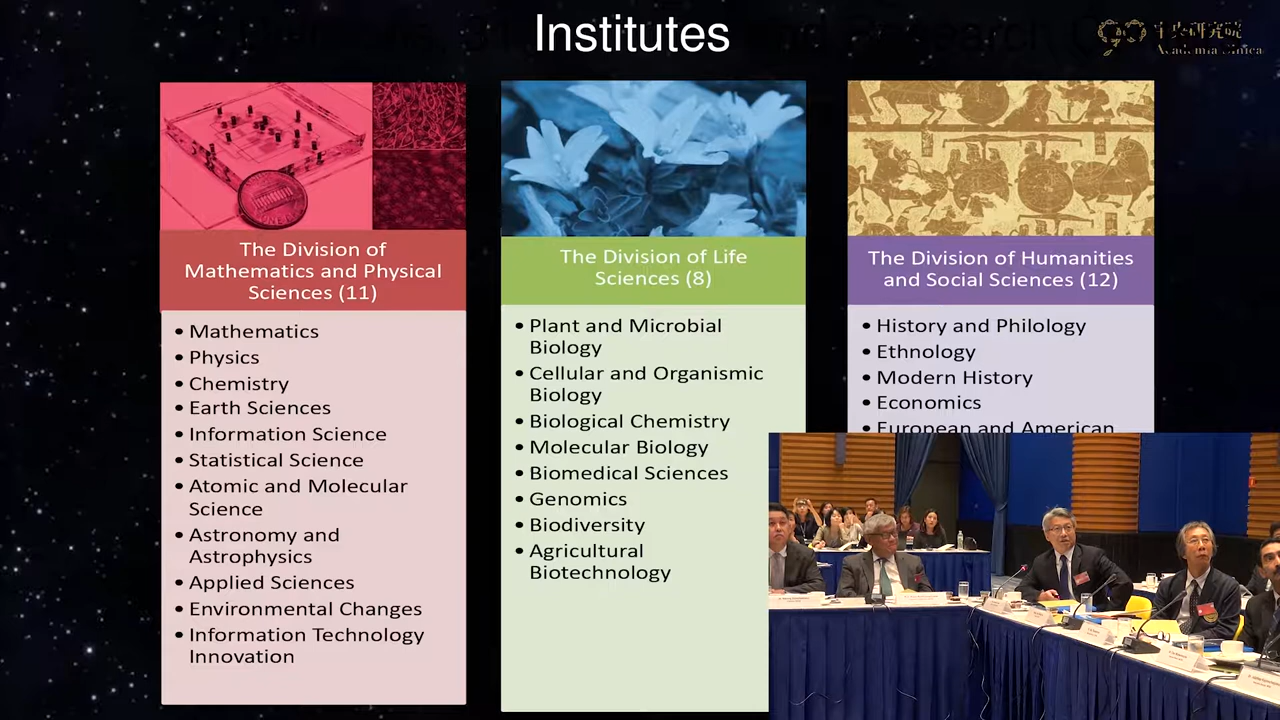 Institutes
中央研究院
Academia Sinica
The Division of
Mathematics and Physical
Sciences (11)
• Mathematics
• Physics
• Chemistry
• Earth Sciences
• Information Science
• Statistical Science
• Atomic and Molecular
Science
• Astronomy and
Astrophysics
• Applied Sciences
• Environmental Changes
• Information Technology
Innovation
The Division of Life
Sciences (8)
• Plant and Microbial
Biology
• Cellular and Organismic
Biology
• Biological Chemistry
• Molecular Biology
• Biomedical Sciences
• Genomics
• Biodiversity
• Agricultural
Biotechnology
The Division of Humanities
and Social Sciences (12)
• History and Philology
• Ethnology
• Modern History
• Economics
• European and American